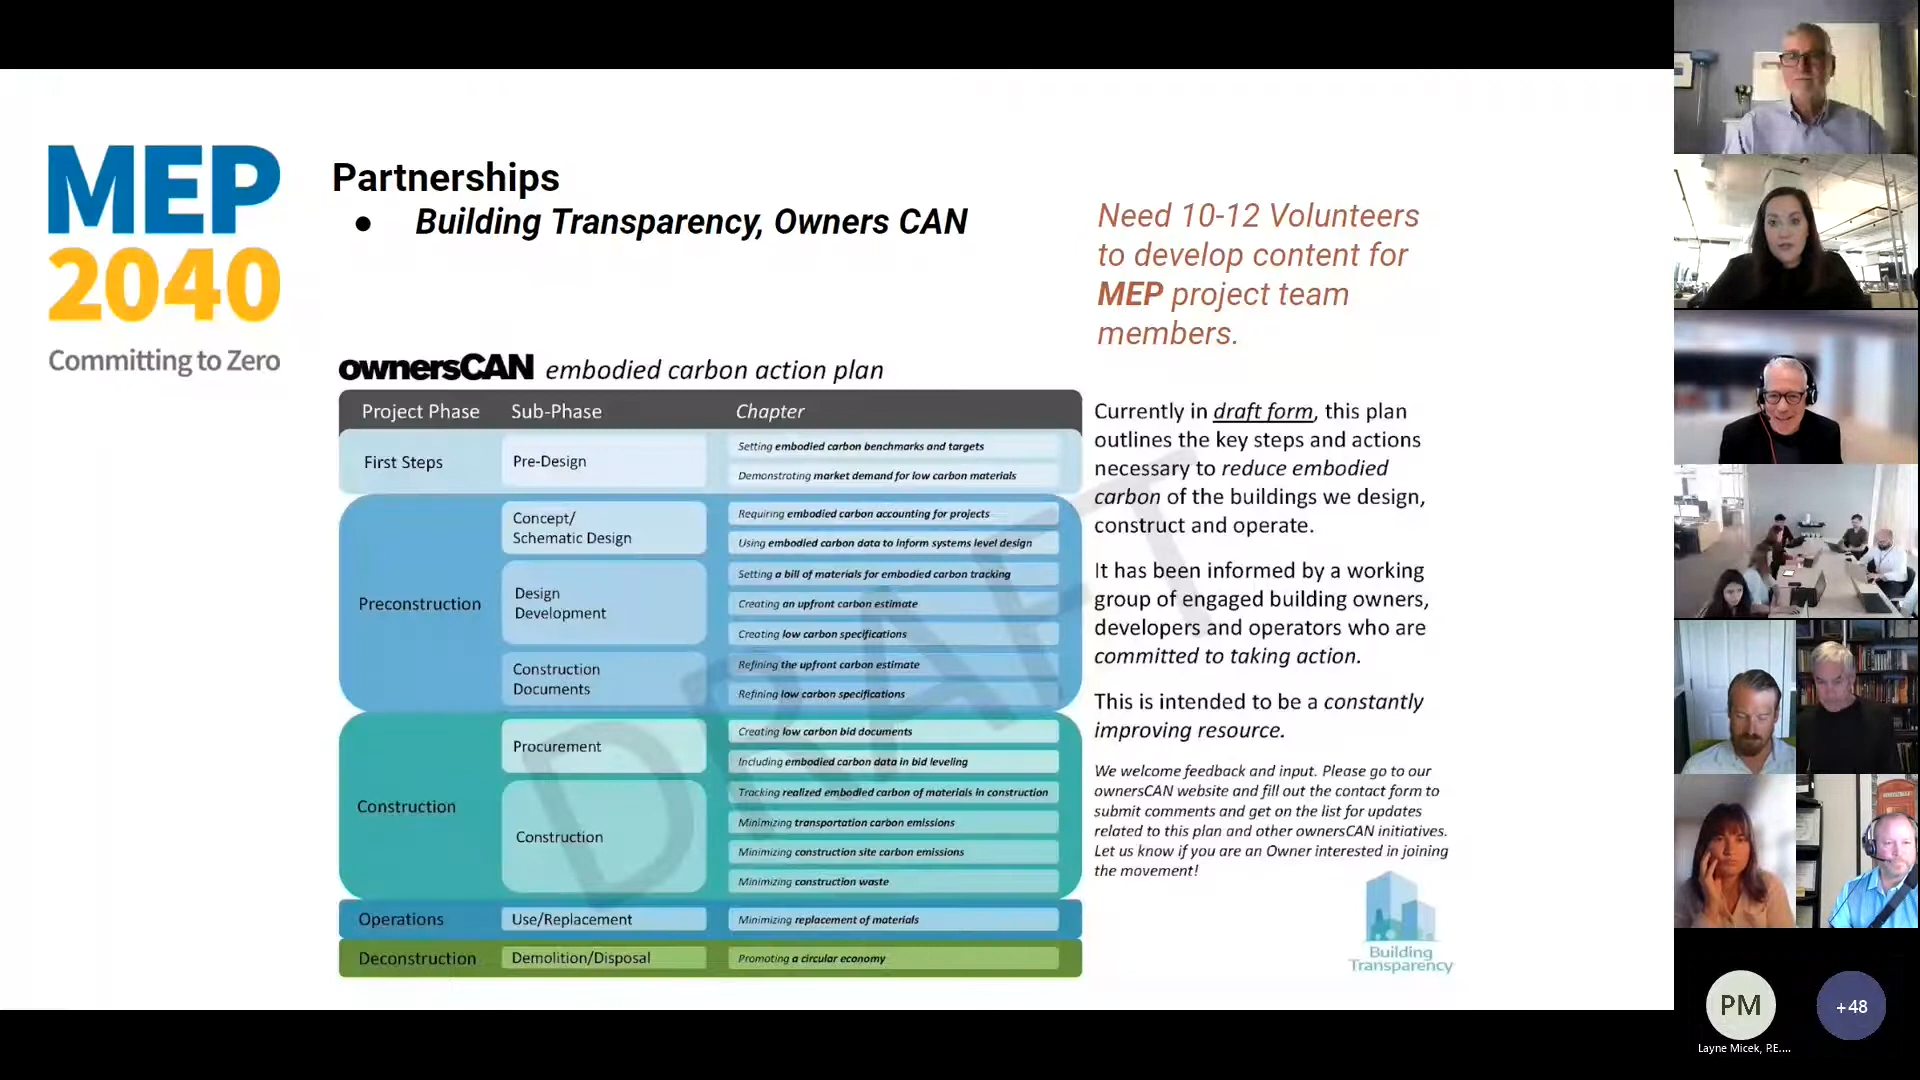 MEP
2040
Committing to Zero
Partnerships
● Building Transparency, Owners CAN
Need 10-12 Volunteers
to develop content for
MEP project team
members.
ownersCAN embodied carbon action plan
Project Phase Sub-Phase Chapter
First Steps
Pre-Design
Setting embodied carbon benchmarks and targets
Demonstrating market demand for low carbon materials
Preconstruction
Concept/
Schematic Design
Requiring embodied carbon accounting for projects
Using embodied carbon data to inform systems level design
Design
Development
Setting a bill of materials for embodied carbon tracking
Creating an upfront carbon estimate
Creating low carbon specifications
Construction
Documents
Refining the upfront carbon estimate
Refining low carbon specifications
Construction
Procurement
Creating low carbon bid documents
Including embodied carbon data in bid leveling
Construction
Tracking realized embodied carbon of materials in construction
Minimizing transportation carbon emissions
Minimizing construction site carbon emissions
Minimizing construction waste
Operations Use/Replacement Minimizing replacement of materials
Deconstruction Demolition/Disposal Promoting a circular economy
DRAFT
Currently in draft form, this plan
outlines the key steps and actions
necessary to reduce embodied
carbon of the buildings we design,
construct and operate.
It has been informed by a working
group of engaged building owners,
developers and operators who are
committed to taking action.
This is intended to be a constantly
improving resource.
We welcome feedback and input. Please go to our
ownersCAN website and fill out the contact form to
submit comments and get on the list for updates
related to this plan and other ownersCAN initiatives.
Let us know if you are an Owner interested in joining
the movement!
Building
Transparency
PM
+48
Layne Micek, P.E....